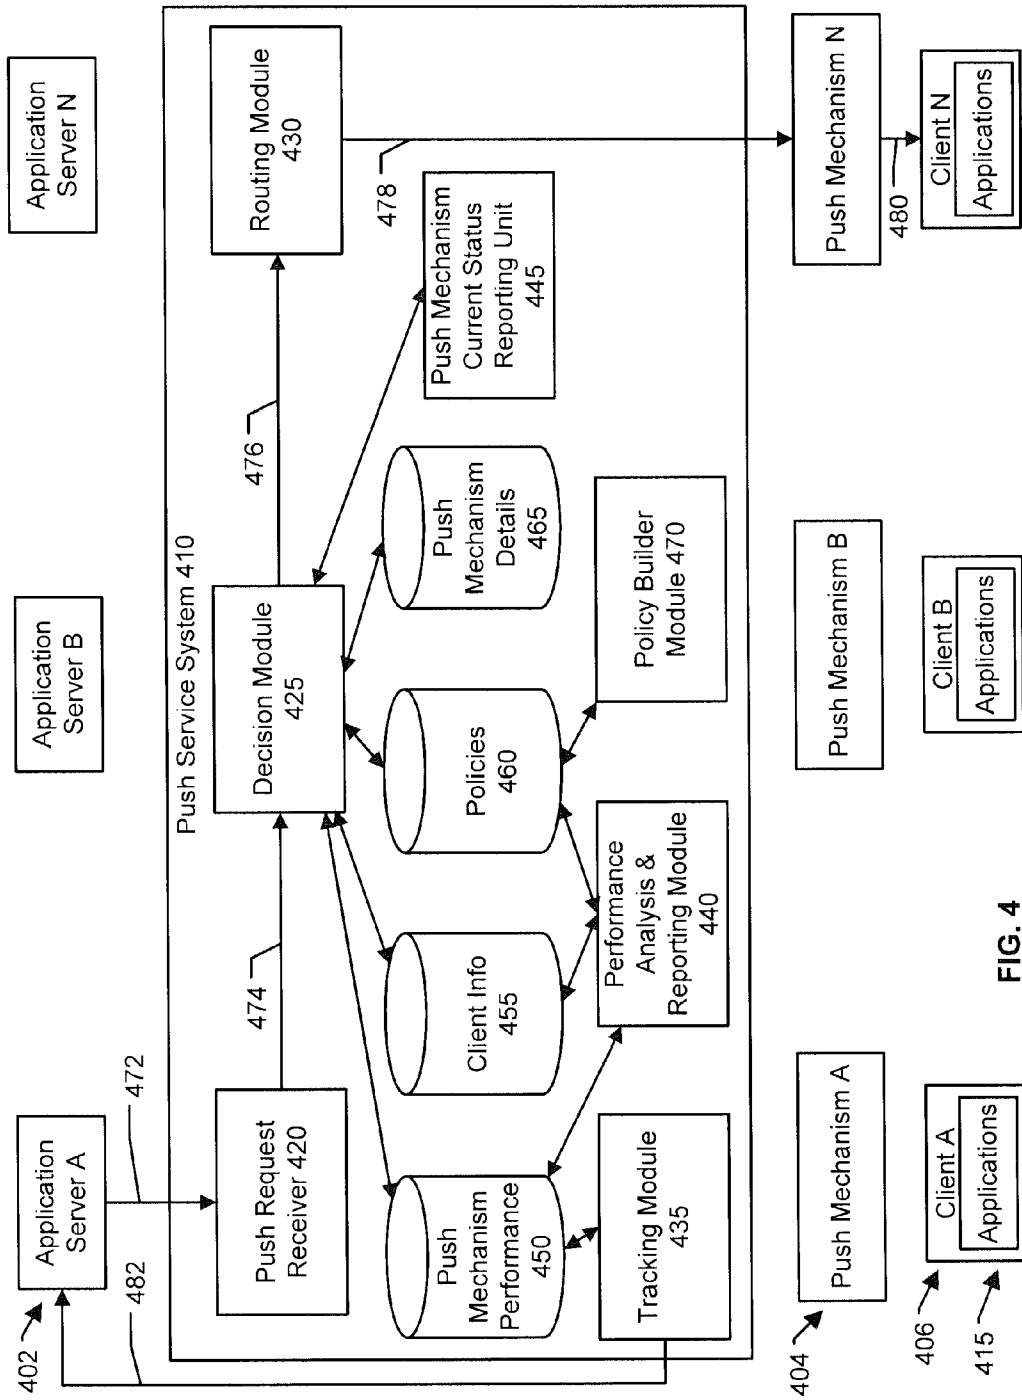 Application
Server A
Application
Server B
Application
Server N
402
482
472
Push Service System 410
Push Request
Receiver 420
474
Decision Module
425
476
Routing Module
430
478
Push
Mechanism
Performance
450
Client Info
455
Policies
460
Push
Mechanism
Details
465
Push Mechanism
Current Status
Reporting Unit
445
Tracking Module
435
Performance
Analysis &
Reporting Module
440
Policy Builder
Module 470
404
Push Mechanism A
Push Mechanism B
Push Mechanism N
480
406
415
Client A
Applications
Client B
Applications
Client N
Applications
FIG. 4